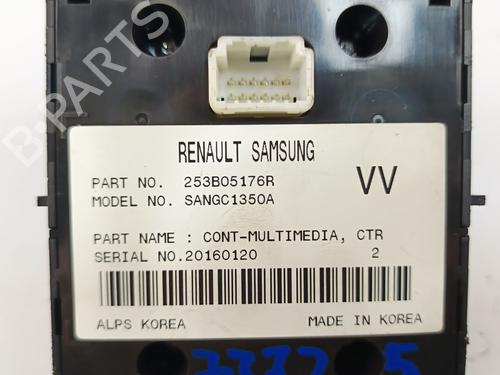 B-PARTS
RENAULT SAMSUNG
PART NO. 253B05176R
VV
MODEL NO. SANGC1350A
PART NAME : CONT-MULTIMEDIA, CTR
SERIAL NO.20160120 2
ALPS KOREA MADE IN KOREA